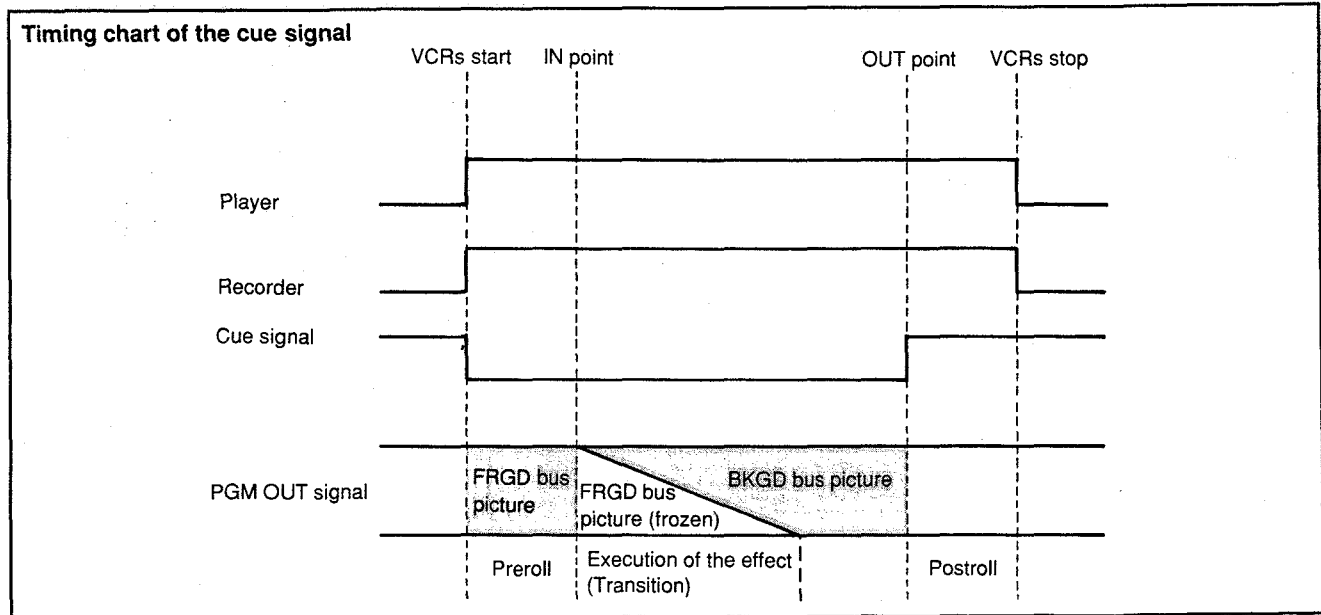 Timing chart of the cue signal
VCRs start IN point OUT point VCRs stop
Player
Recorder
Cue signal
PGM OUT signal
FRGD bus
picture
FRGD bus
picture (frozen)
BKGD bus picture
Preroll
Execution of the effect
(Transition)
Postroll